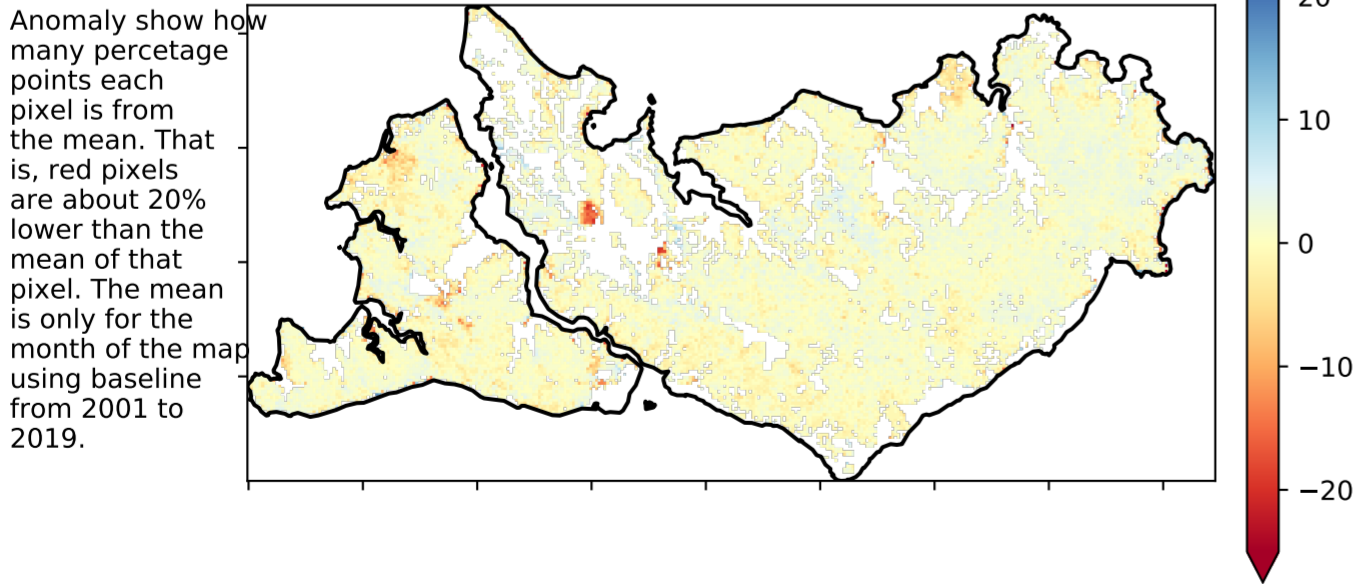 Anomaly show how
many percetage
points each
pixel is from
the mean. That
is, red pixels
are about 20%
lower than the
mean of that
pixel. The mean
is only for the
month of the map
using baseline
from 2001 to
2019.
20
10
0
−10
−20